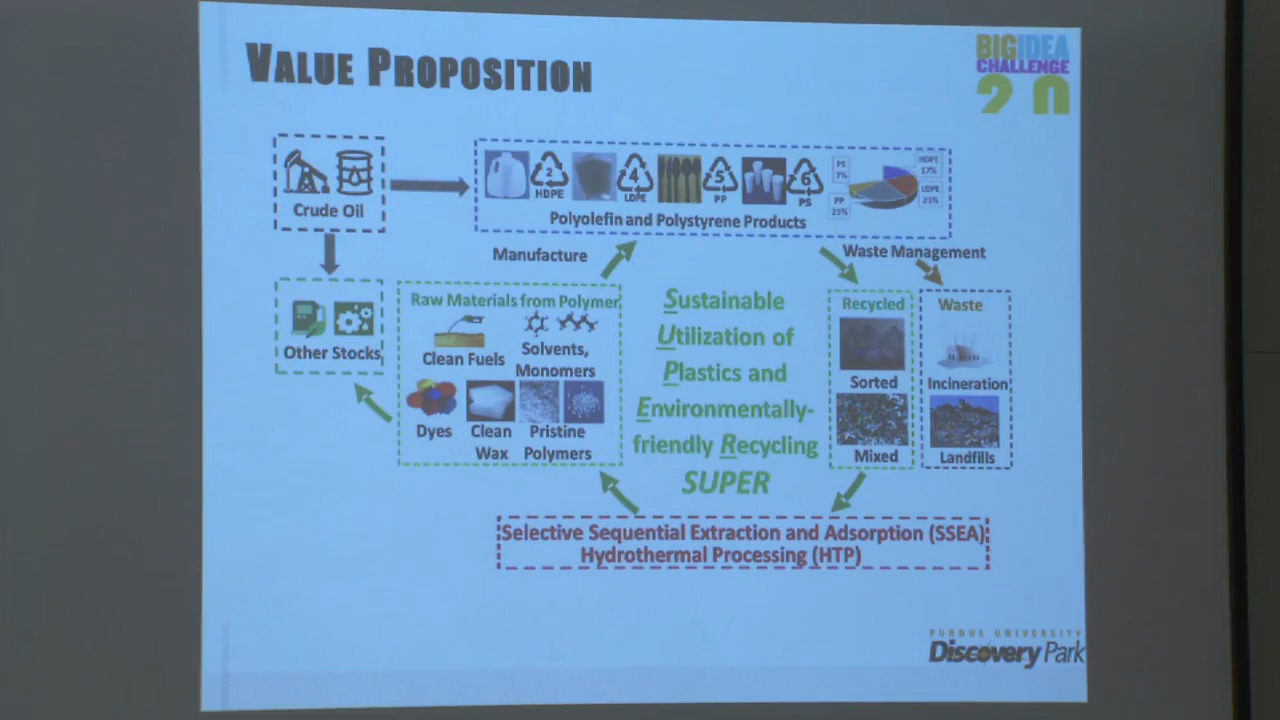 VALUE PROPOSITION
BIGIDEA
CHALLENGE
2 0
Crude Oil
2
HDPE
4
LDPE
5
PP
6
PS
PS
7%
HDPE
17%
LDPE
23%
PP
23%
Polyolefin and Polystyrene Products
Manufacture
Waste Management
Other Stocks
Raw Materials from Polymer
Clean Fuels
Solvents,
Monomers
Dyes
Clean
Wax
Pristine
Polymers
Sustainable
Utilization of
Plastics and
Environmentally-
friendly Recycling
SUPER
Recycled
Sorted
Mixed
Waste
Incineration
Landfills
Selective Sequential Extraction and Adsorption (SSEA)
Hydrothermal Processing (HTP)
PURDUE UNIVERSITY
Discovery Park